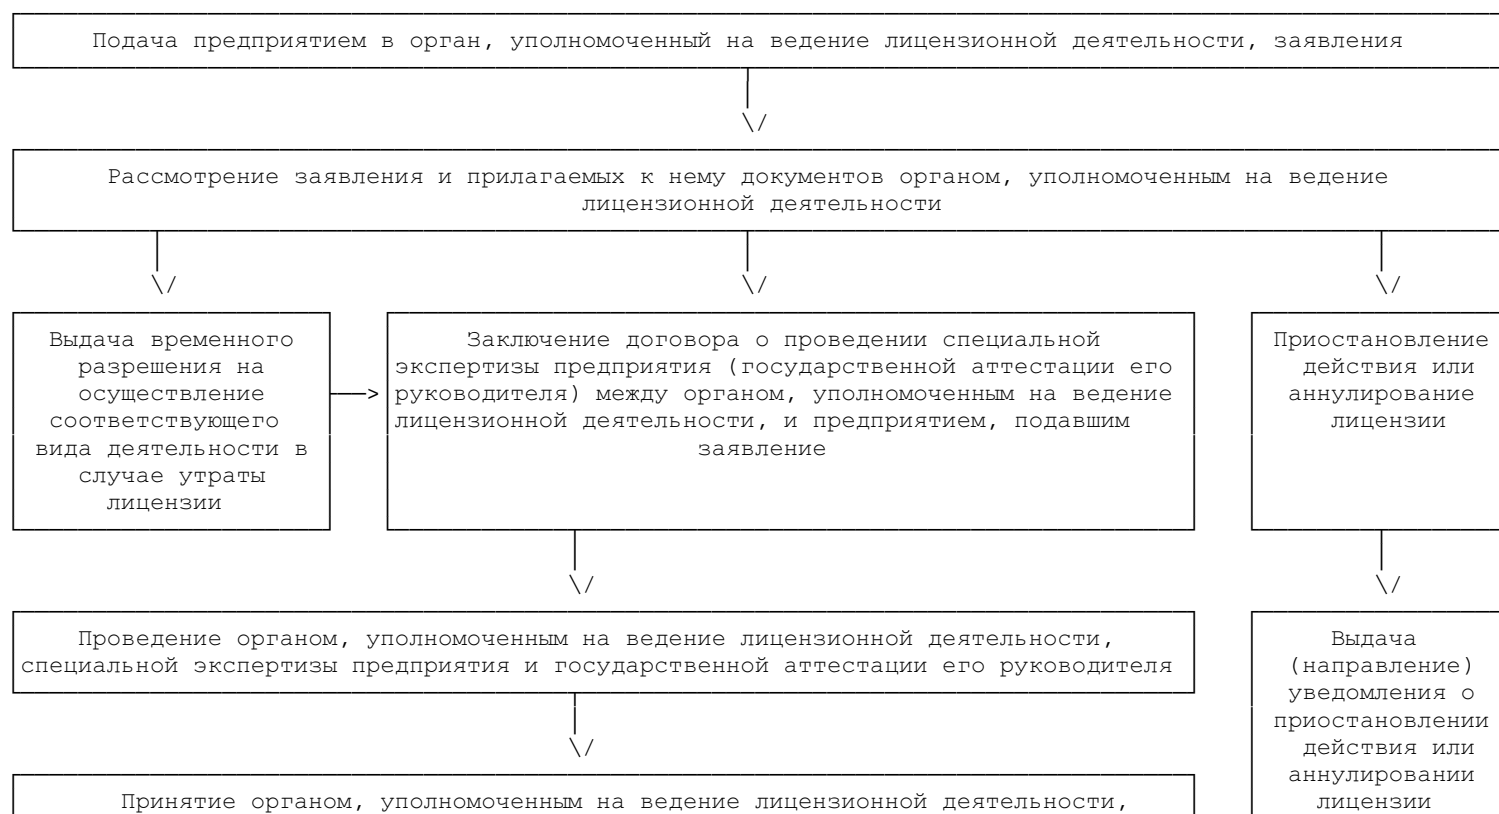 Подача предприятием в орган, уполномоченный на ведение лицензионной деятельности, заявления
Рассмотрение заявления и прилагаемых к нему документов органом, уполномоченным на ведение
лицензионной деятельности
Выдача временного
разрешения на
осуществление
соответствующего
вида деятельности в
случае утраты
лицензии
Заключение договора о проведении специальной
экспертизы предприятия (государственной аттестации его
руководителя) между органом, уполномоченным на ведение
лицензионной деятельности, и предприятием, подавшим
заявление
Приостановление
действия или
аннулирование
лицензии
Проведение органом, уполномоченным на ведение лицензионной деятельности,
специальной экспертизы предприятия и государственной аттестации его руководителя
Выдача
(направление)
уведомления о
приостановлении
действия или
аннулировании
лицензии
Принятие органом, уполномоченным на ведение лицензионной деятельности,